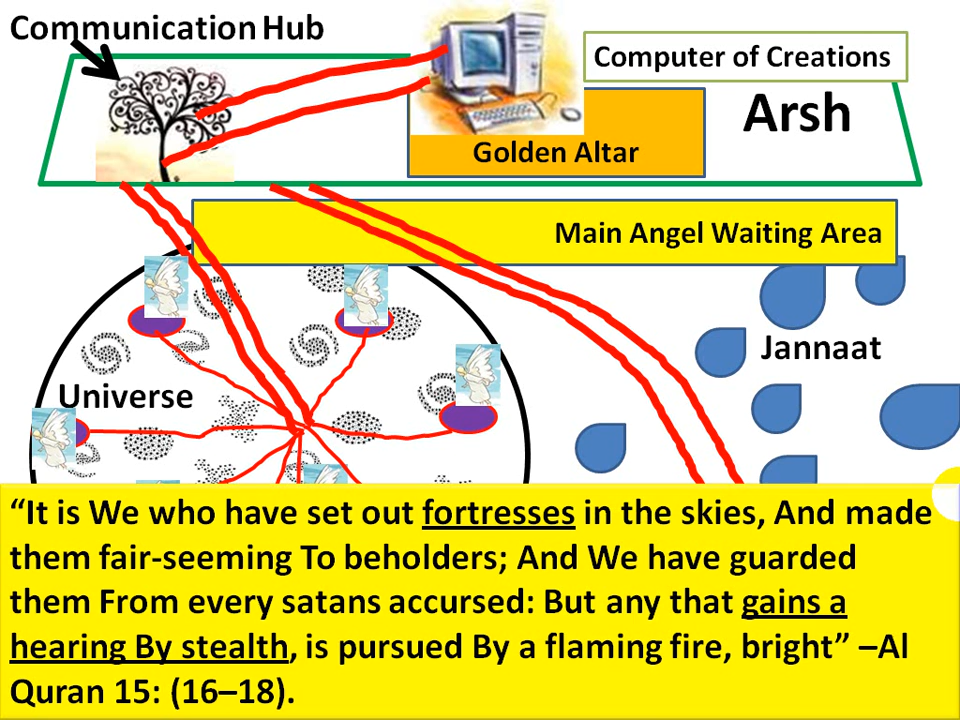 Communication Hub
Computer of Creations
Arsh
Golden Altar
Main Angel Waiting Area
Jannaat
Universe
“It is We who have set out fortresses in the skies, And made
them fair-seeming To beholders; And We have guarded
them From every satans accursed: But any that gains a
hearing By stealth, is pursued By a flaming fire, bright” –Al
Quran 15: (16–18).